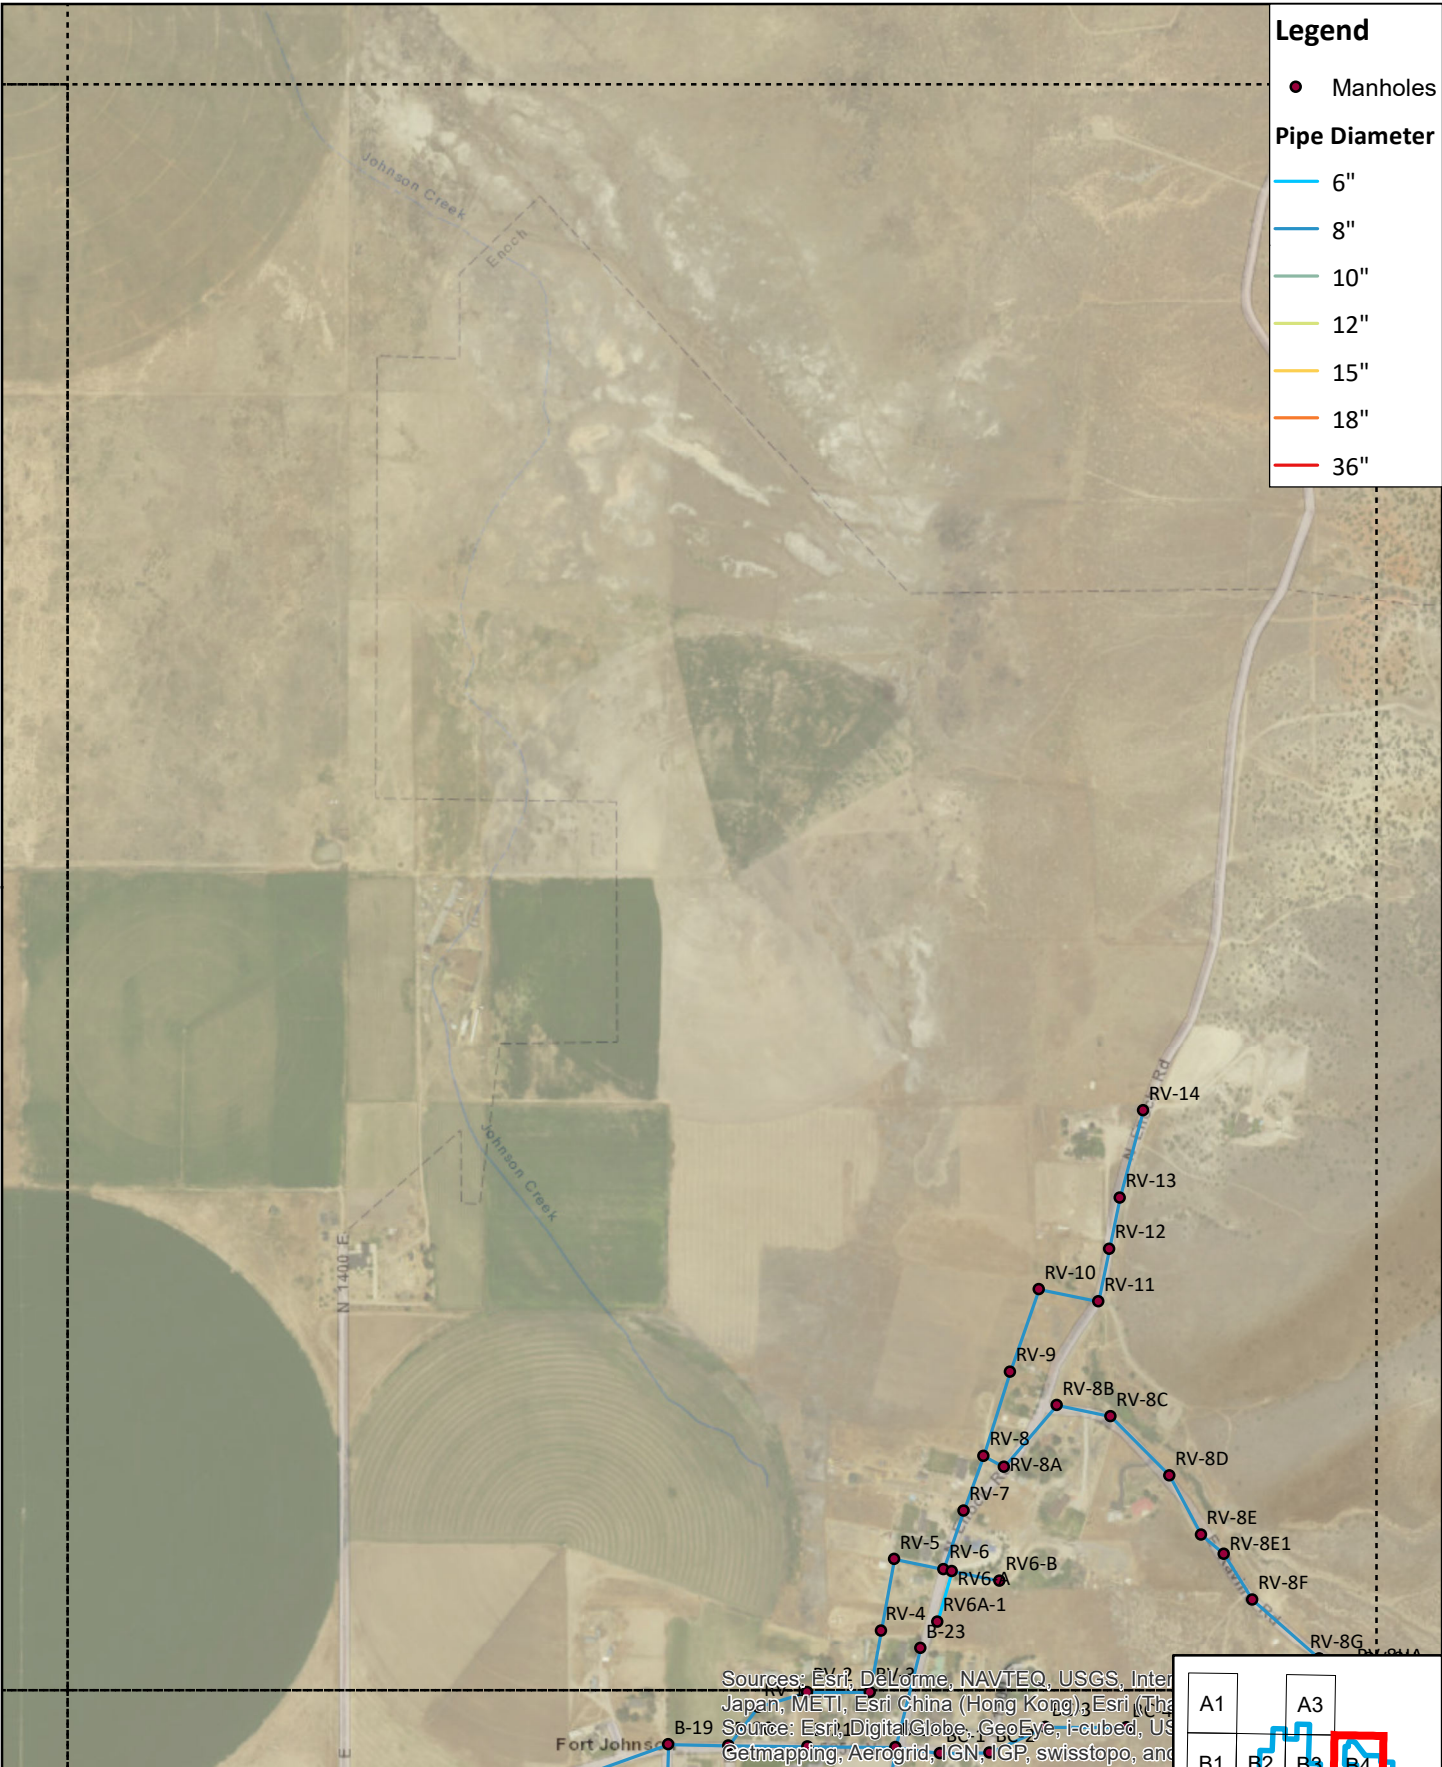 Legend
Manholes
Pipe Diameter
6"
8"
10"
12"
15"
18"
36"
Johnson Creek
Enoch
RV-14
RV-13
Johnson Creek
RV-12
N 1400 E
RV-10
RV-11
RV-9
RV-8B
RV-8C
RV-8
RV-8A
RV-8D
RV-7
RV-8E
RV-8E1
RV-5
RV-6
RV6-B
RV6-A
RV-8F
RV6A-1
RV-4
B-23
RV-8G
Sources: Esri, DeLorme, NAVTEQ, USGS, Inter
Japan, METI, Esri China (Hong Kong), Esri (Tha
Source: Esri, DigitalGlobe, GeoEye, i-cubed, US
Getmapping, Aerogrid, IGN, IGP, swisstopo, and
B-19
Fort Johnson
E
A1
A3
B1
B2
B3
B4